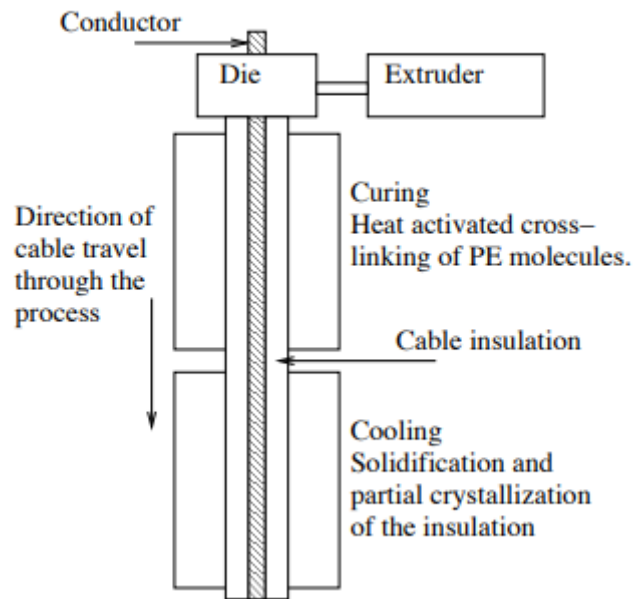 Conductor
Die
Extruder
Curing
Heat activated cross–
linking of PE molecules.
Direction of
cable travel
through the
process
Cable insulation
Cooling
Solidification and
partial crystallization
of the insulation